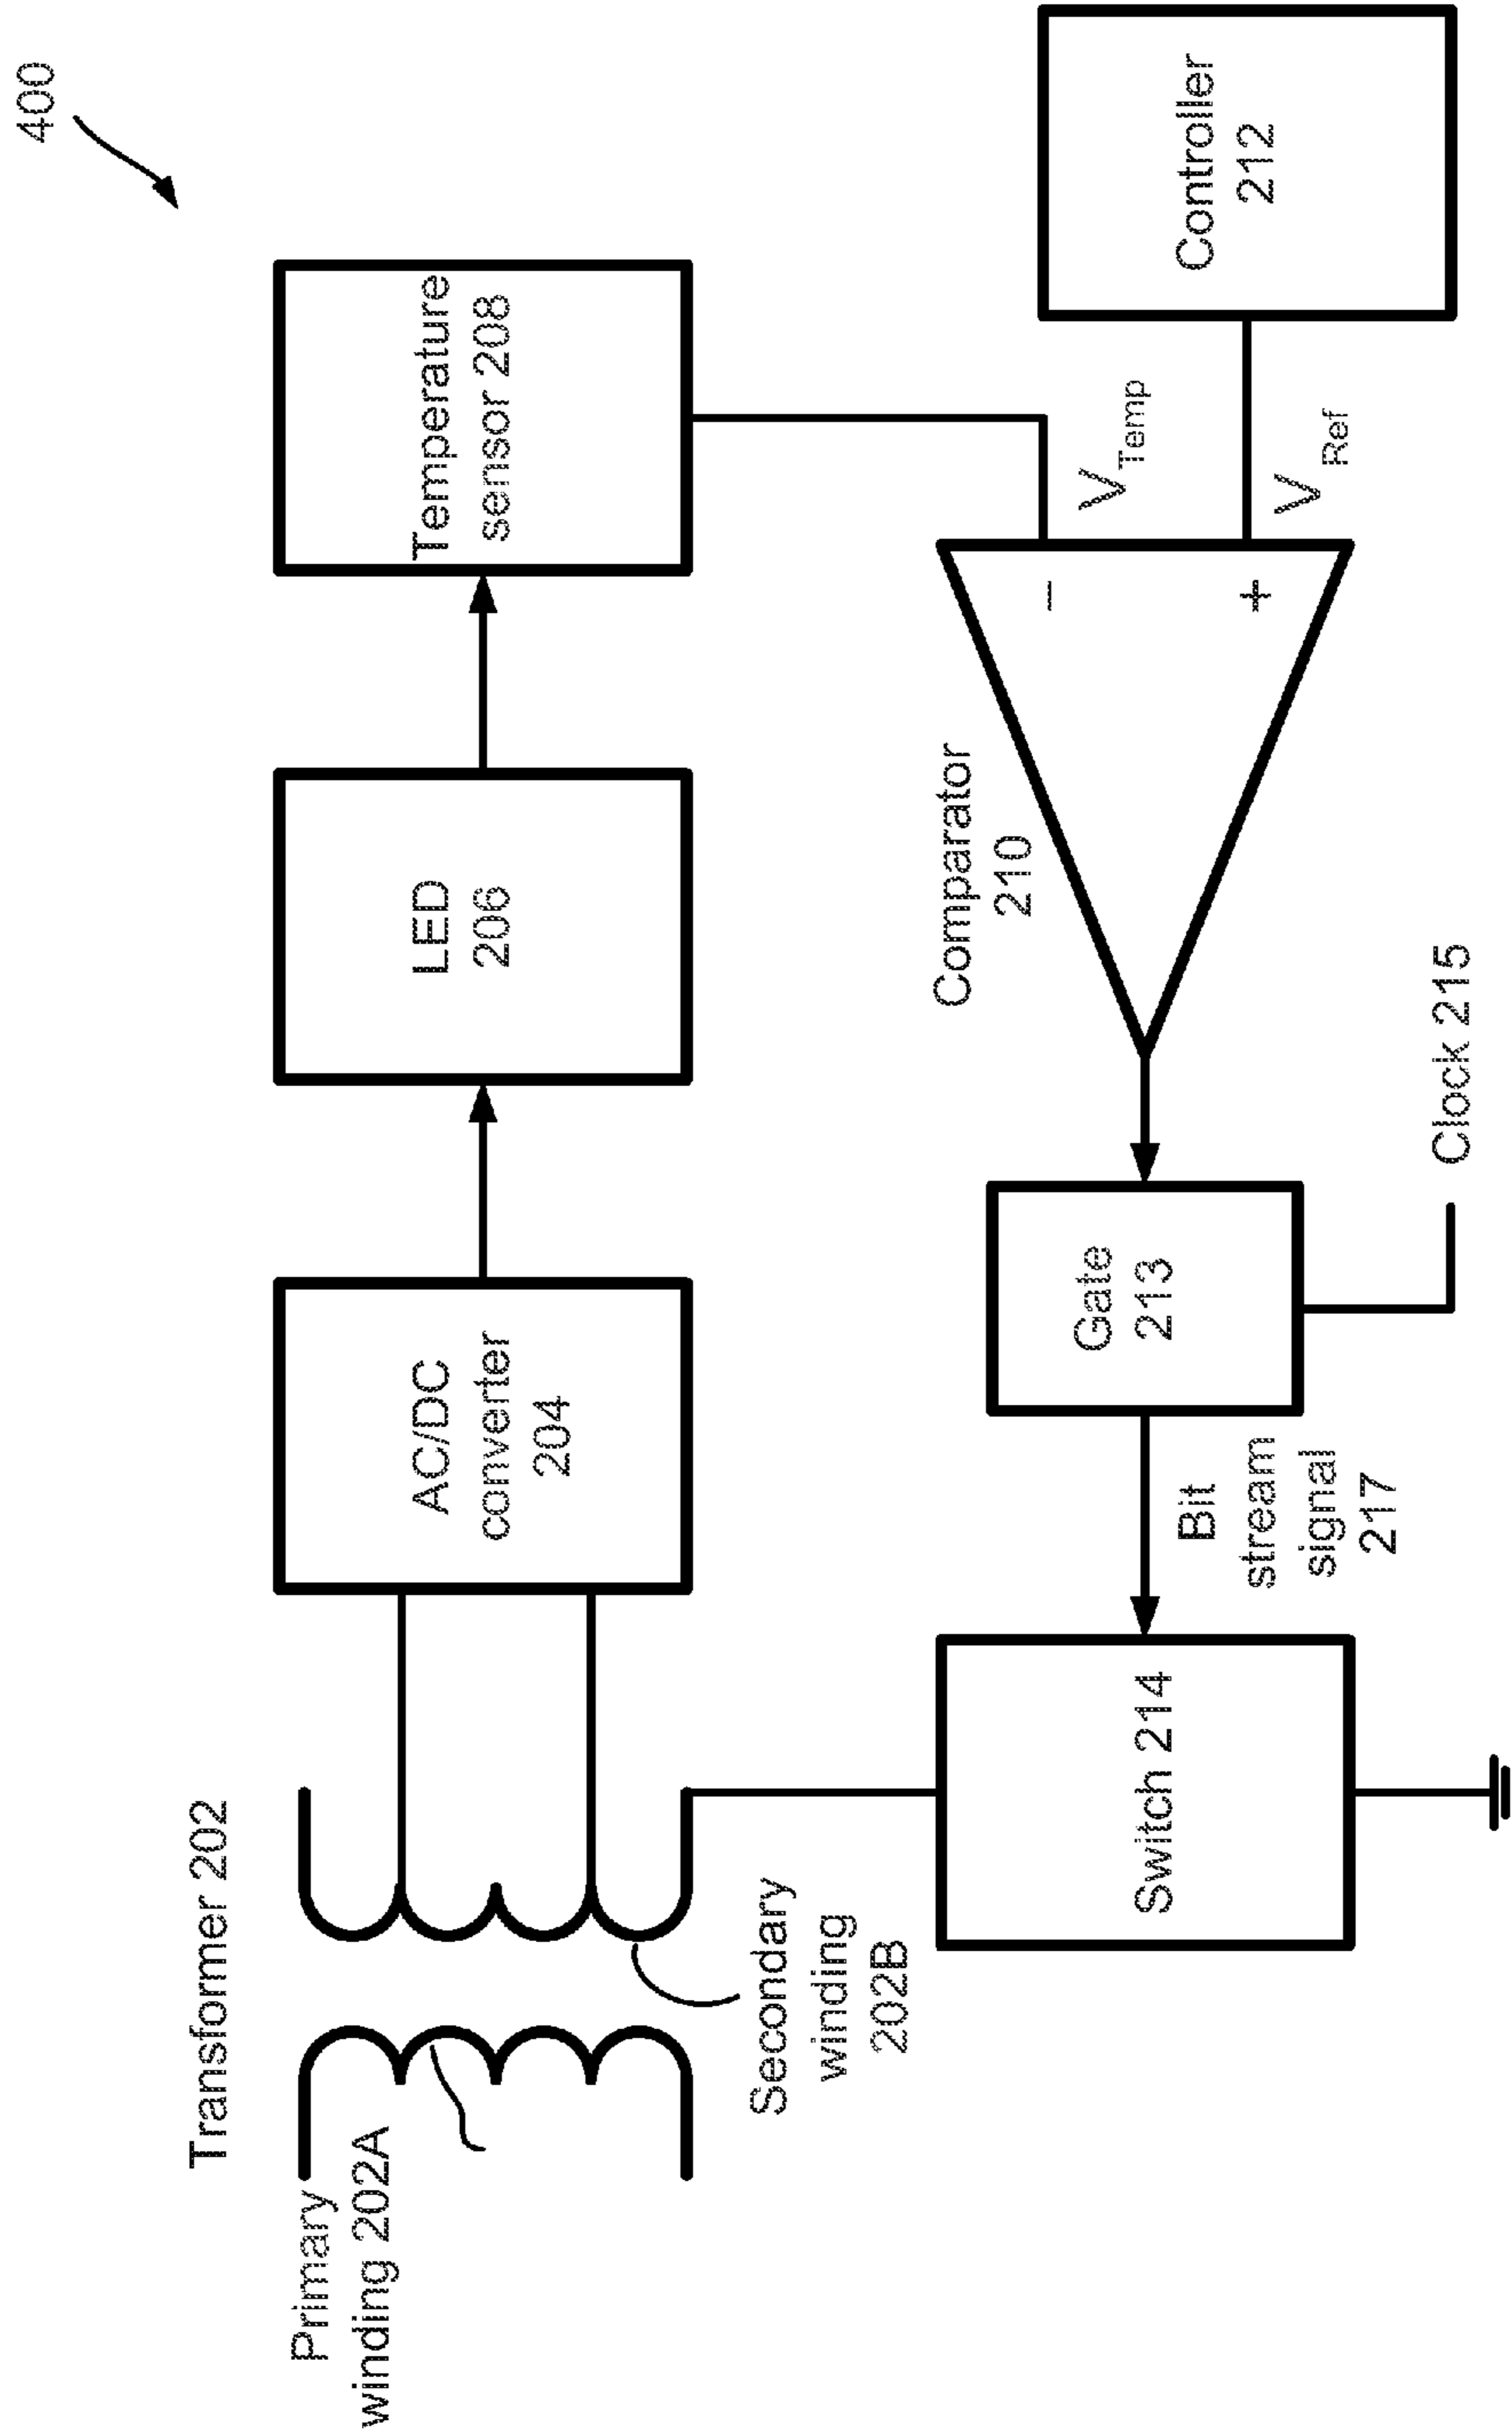 400
Transformer 202
Primary
winding 202A
Secondary
winding
202B
AC/DC
converter
204
LED
206
Temperature
sensor 208
Switch 214
Bit
stream
signal
217
Gate
213
Clock 215
Comparator
210
−
+
VTemp
VRef
Controller
212